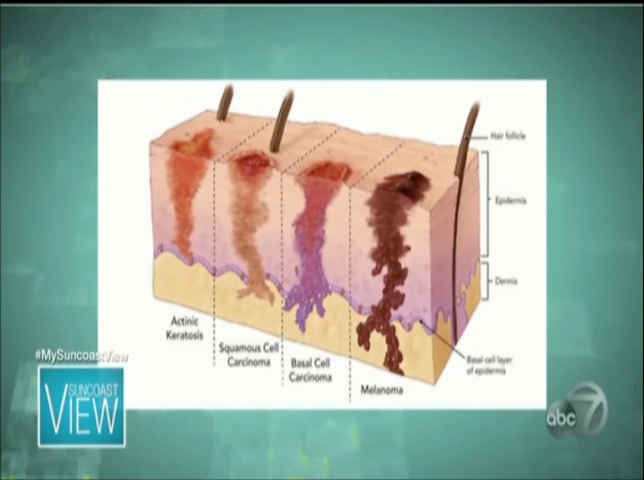 Hair follicle
Epidermis
Dermis
Basal cell layer
of epidermis
Actinic
Keratosis
Squamous Cell
Carcinoma
Basal Cell
Carcinoma
Melanoma
#MySuncoastView
SUNCOAST
VIEW
abc 7